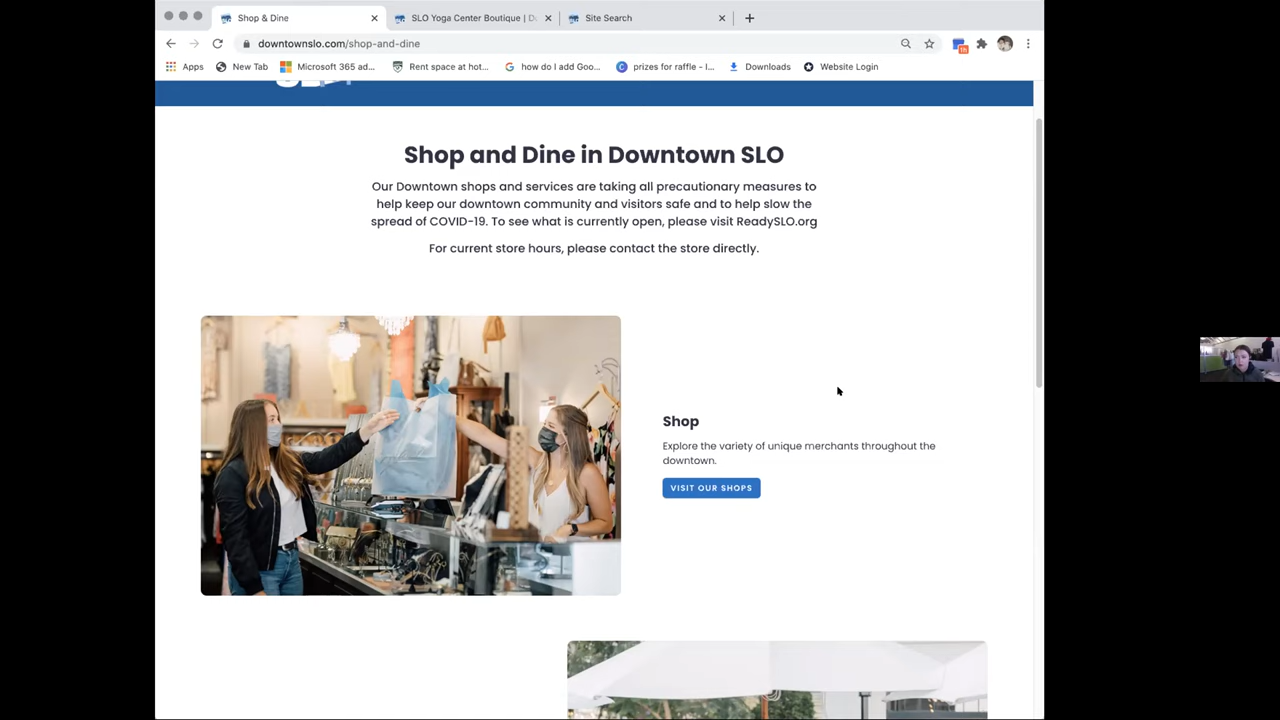 Shop & Dine
SLO Yoga Center Boutique | D
Site Search
downtownslo.com/shop-and-dine
Apps
New Tab
Microsoft 365 ad...
Rent space at hot...
how do I add Goo...
prizes for raffle - I...
Downloads
Website Login
Shop and Dine in Downtown SLO
Our Downtown shops and services are taking all precautionary measures to
help keep our downtown community and visitors safe and to help slow the
spread of COVID-19. To see what is currently open, please visit ReadySLO.org
For current store hours, please contact the store directly.
Shop
Explore the variety of unique merchants throughout the
downtown.
VISIT OUR SHOPS